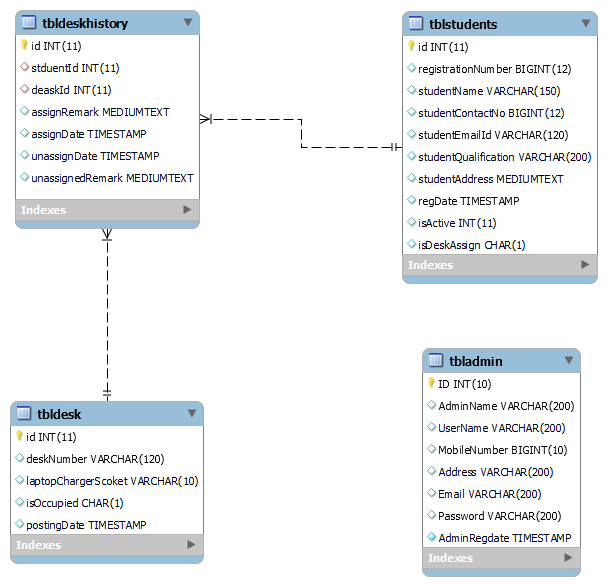 tbldeskhistory
id INT(11)
stduentId INT(11)
deaskId INT(11)
assignRemark MEDIUMTEXT
assignDate TIMESTAMP
unassignDate TIMESTAMP
unassignedRemark MEDIUMTEXT
Indexes
tblstudents
id INT(11)
registrationNumber BIGINT(12)
studentName VARCHAR(150)
studentContactNo BIGINT(12)
studentEmailId VARCHAR(120)
studentQualification VARCHAR(200)
studentAddress MEDIUMTEXT
regDate TIMESTAMP
isActive INT(11)
isDeskAssign CHAR(1)
Indexes
tbldesk
id INT(11)
deskNumber VARCHAR(120)
laptopChargerScoket VARCHAR(10)
isOccupied CHAR(1)
postingDate TIMESTAMP
Indexes
tbladmin
ID INT(10)
AdminName VARCHAR(200)
UserName VARCHAR(200)
MobileNumber BIGINT(10)
Address VARCHAR(200)
Email VARCHAR(200)
Password VARCHAR(200)
AdminRegdate TIMESTAMP
Indexes